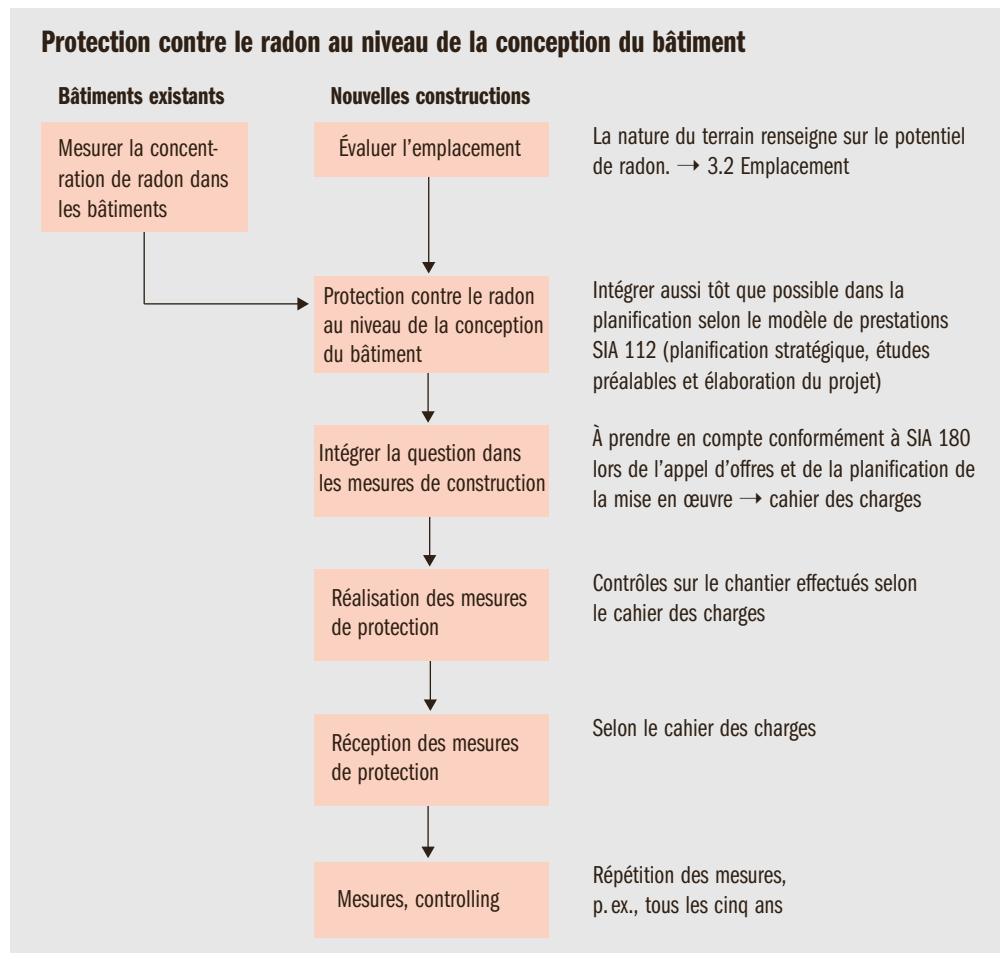 Protection contre le radon au niveau de la conception du bâtiment
Bâtiments existants
Nouvelles constructions
Mesurer la concent-
ration de radon dans
les bâtiments
Évaluer l’emplacement
La nature du terrain renseigne sur le potentiel
de radon. → 3.2 Emplacement
Protection contre le radon
au niveau de la conception
du bâtiment
Intégrer aussi tôt que possible dans la
planification selon le modèle de prestations
SIA 112 (planification stratégique, études
préalables et élaboration du projet)
Intégrer la question dans
les mesures de construction
À prendre en compte conformément à SIA 180
lors de l’appel d’offres et de la planification de
la mise en œuvre → cahier des charges
Réalisation des mesures
de protection
Contrôles sur le chantier effectués selon
le cahier des charges
Réception des mesures
de protection
Selon le cahier des charges
Mesures, controlling
Répétition des mesures,
p. ex., tous les cinq ans